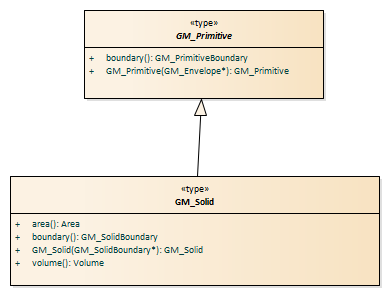 «type»
GM_Primitive
+ boundary(): GM_PrimitiveBoundary
+ GM_Primitive(GM_Envelope*): GM_Primitive
«type»
GM_Solid
+ area(): Area
+ boundary(): GM_SolidBoundary
+ GM_Solid(GM_SolidBoundary*): GM_Solid
+ volume(): Volume